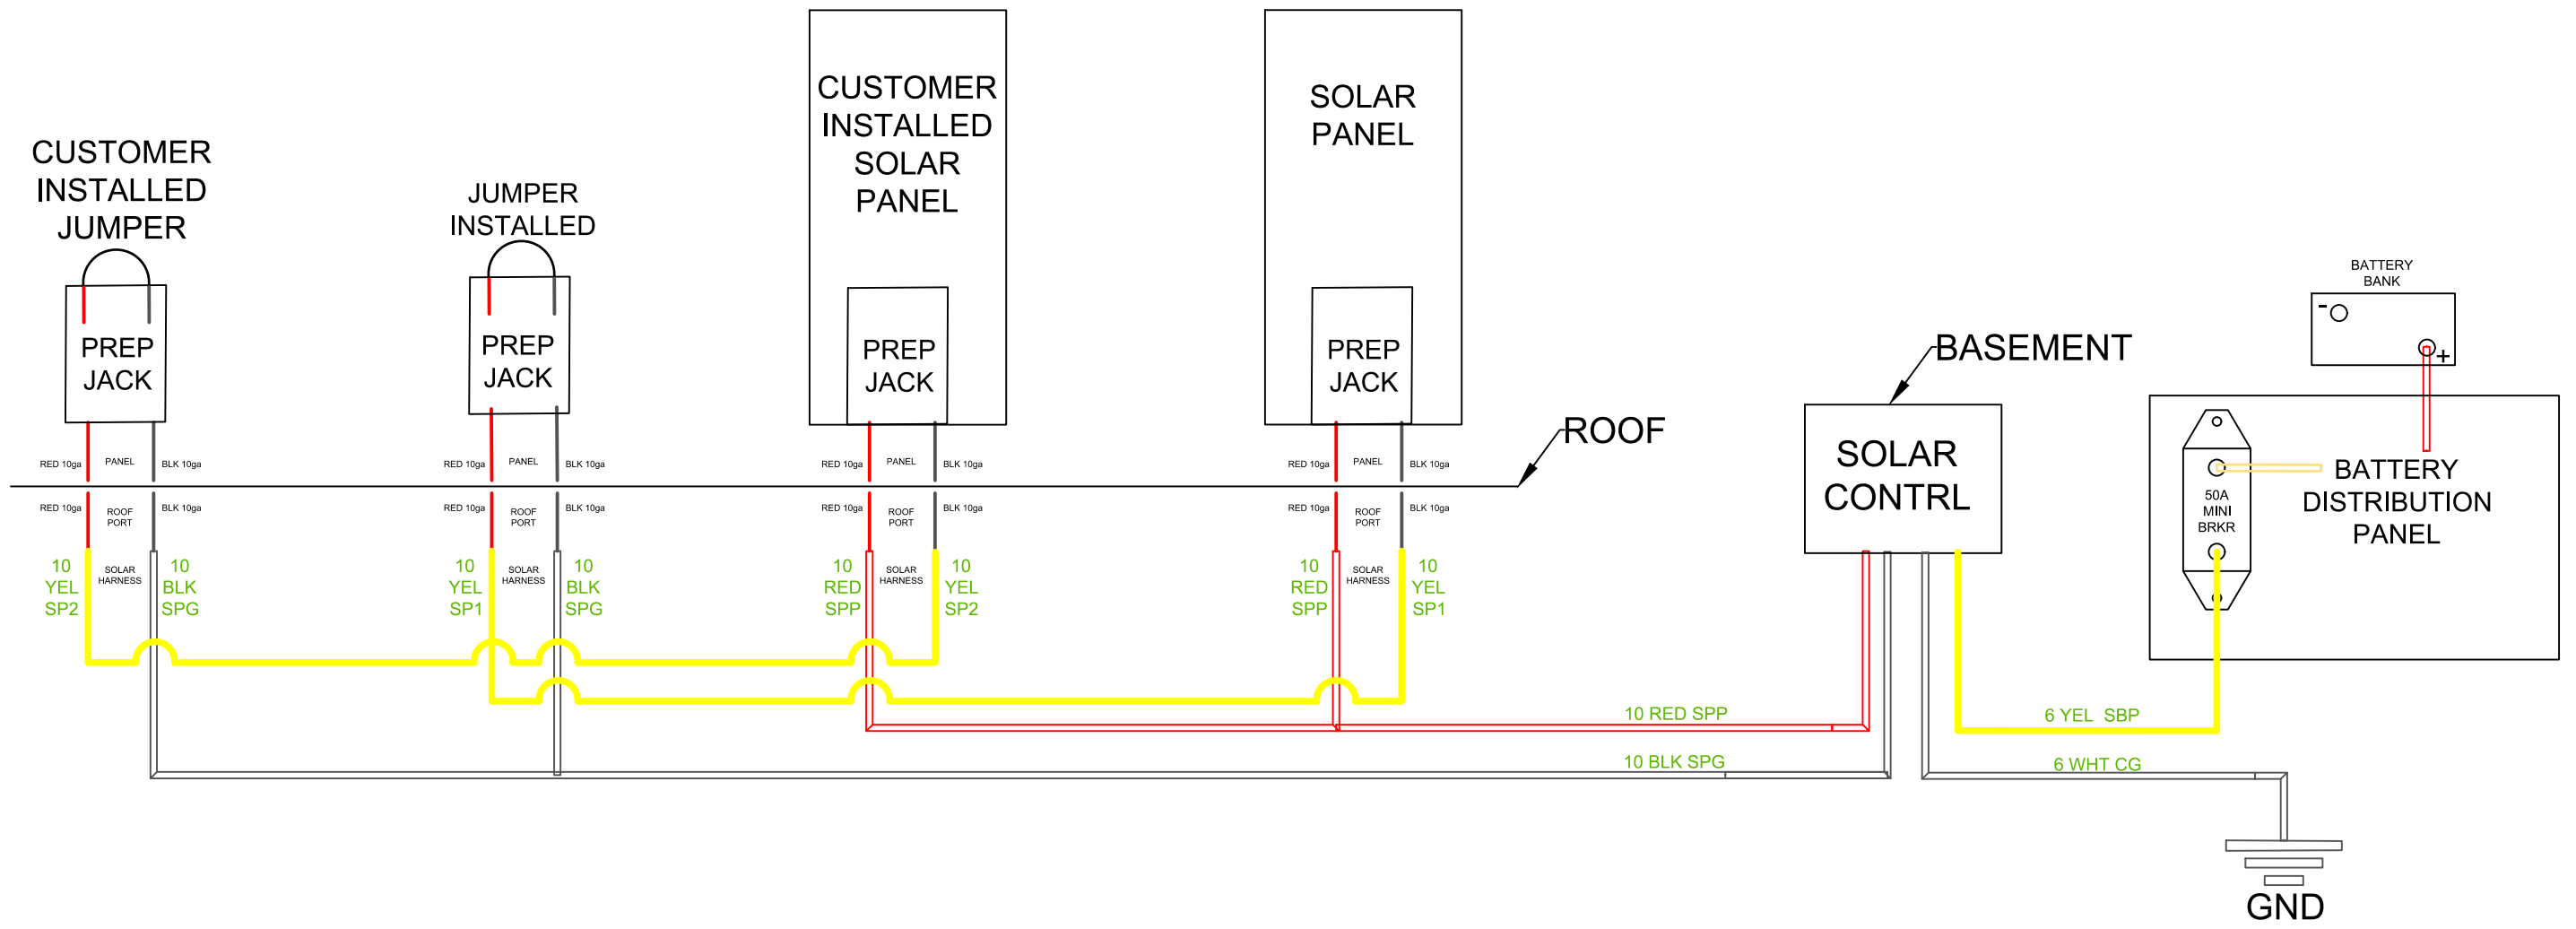 CUSTOMER
INSTALLED
JUMPER
JUMPER
INSTALLED
CUSTOMER
INSTALLED
SOLAR
PANEL
SOLAR
PANEL
PREP
JACK
PREP
JACK
PREP
JACK
PREP
JACK
BASEMENT
ROOF
SOLAR
CONTRL
BATTERY
BANK
-
+
50A
MINI
BRKR
BATTERY
DISTRIBUTION
PANEL
RED 10ga PANEL BLK 10ga
RED 10ga PANEL BLK 10ga
RED 10ga PANEL BLK 10ga
RED 10ga PANEL BLK 10ga
RED 10ga ROOF PORT BLK 10ga
RED 10ga ROOF PORT BLK 10ga
RED 10ga ROOF PORT BLK 10ga
RED 10ga ROOF PORT BLK 10ga
10
YEL
SP2
SOLAR
HARNESS
10
BLK
SPG
10
YEL
SP1
SOLAR
HARNESS
10
BLK
SPG
10
RED
SPP
SOLAR
HARNESS
10
YEL
SP2
10
RED
SPP
SOLAR
HARNESS
10
YEL
SP1
10 RED SPP
10 BLK SPG
6 YEL SBP
6 WHT CG
GND